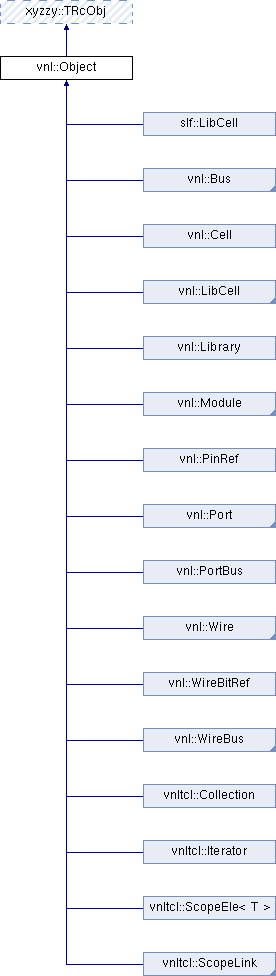 xyzzy::TRcObj
vnl::Object
slf::LibCell
vnl::Bus
vnl::Cell
vnl::LibCell
vnl::Library
vnl::Module
vnl::PinRef
vnl::Port
vnl::PortBus
vnl::Wire
vnl::WireBitRef
vnl::WireBus
vnltcl::Collection
vnltcl::Iterator
vnltcl::ScopeEle< T >
vnltcl::ScopeLink